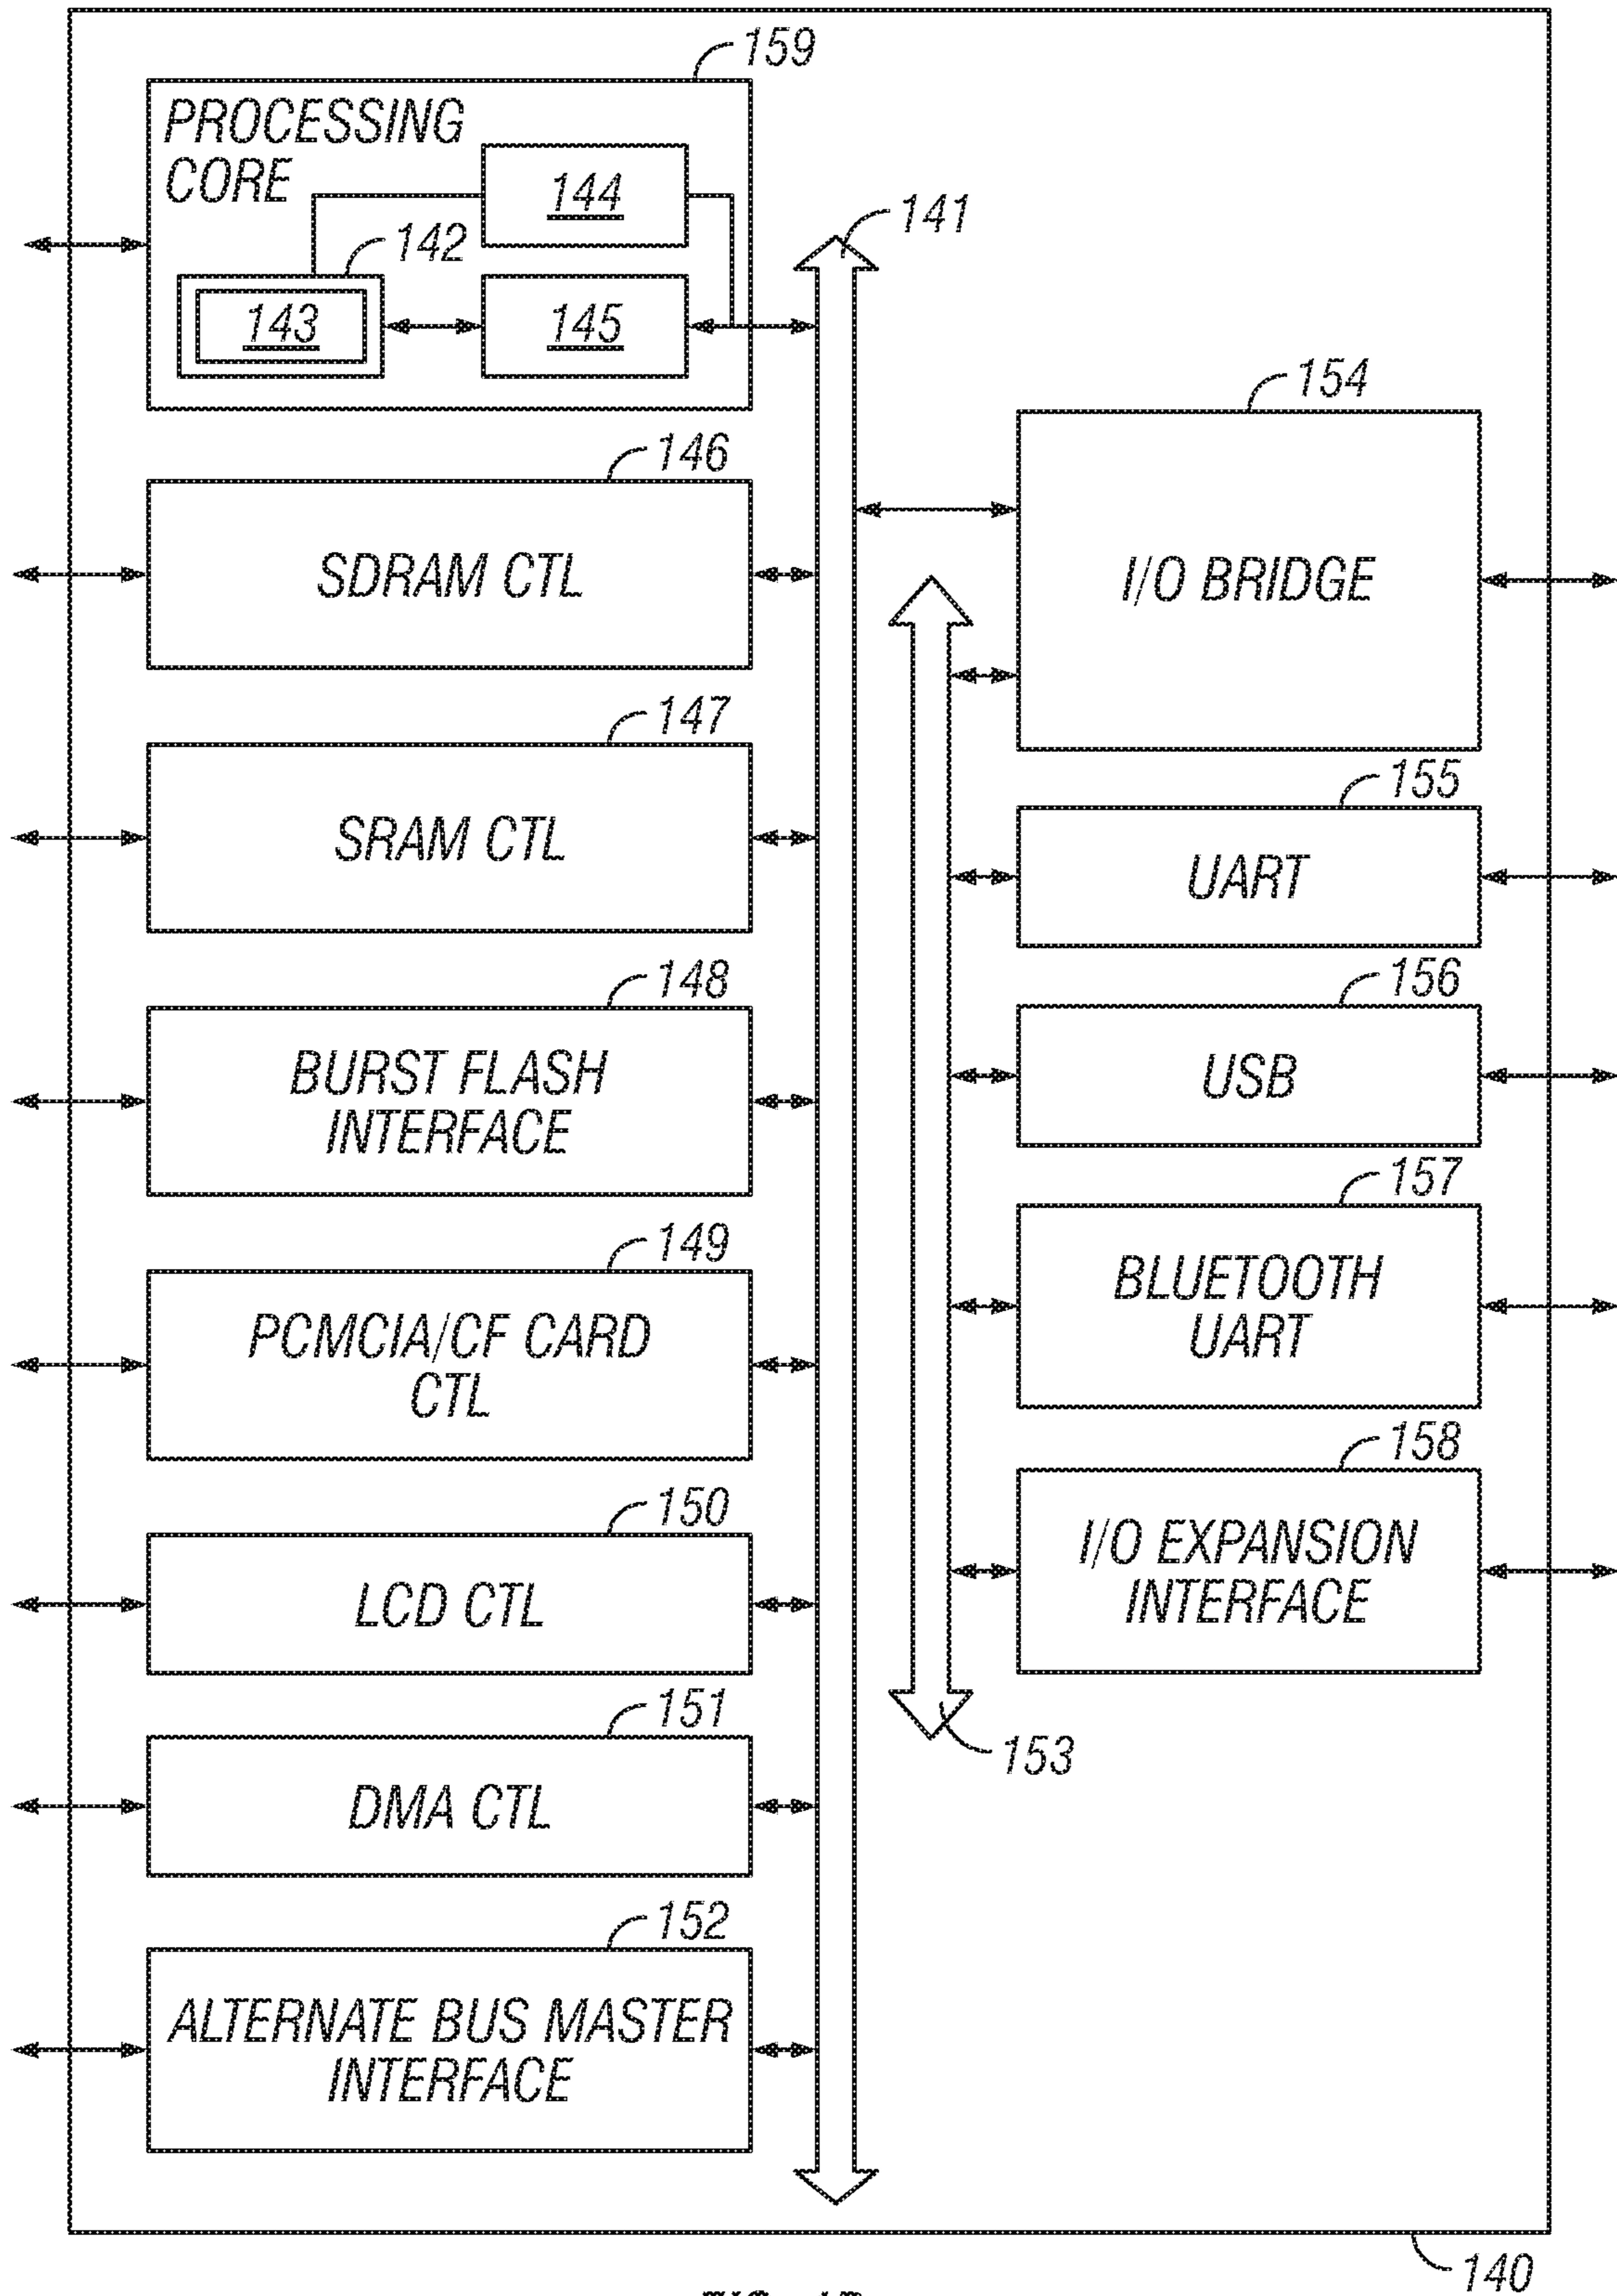 159
PROCESSING
CORE
144
142
143
145
141
154
I/O BRIDGE
146
SDRAM CTL
147
SRAM CTL
155
UART
148
BURST FLASH
INTERFACE
156
USB
157
BLUETOOTH
UART
149
PCMCIA/CF CARD
CTL
158
I/O EXPANSION
INTERFACE
150
LCD CTL
151
DMA CTL
153
152
ALTERNATE BUS MASTER
INTERFACE
140